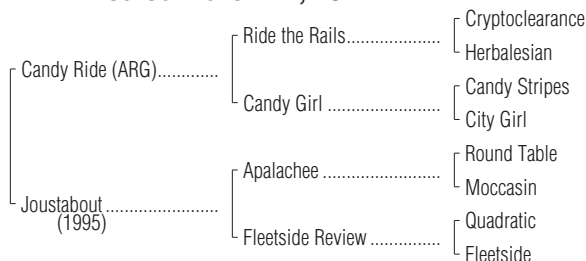 Cryptoclearance
Ride the Rails
Herbalesian
Candy Ride (ARG)
Candy Stripes
Candy Girl
City Girl
Round Table
Apalachee
Moccasin
Joustabout
(1995)
Quadratic
Fleetside Review
Fleetside